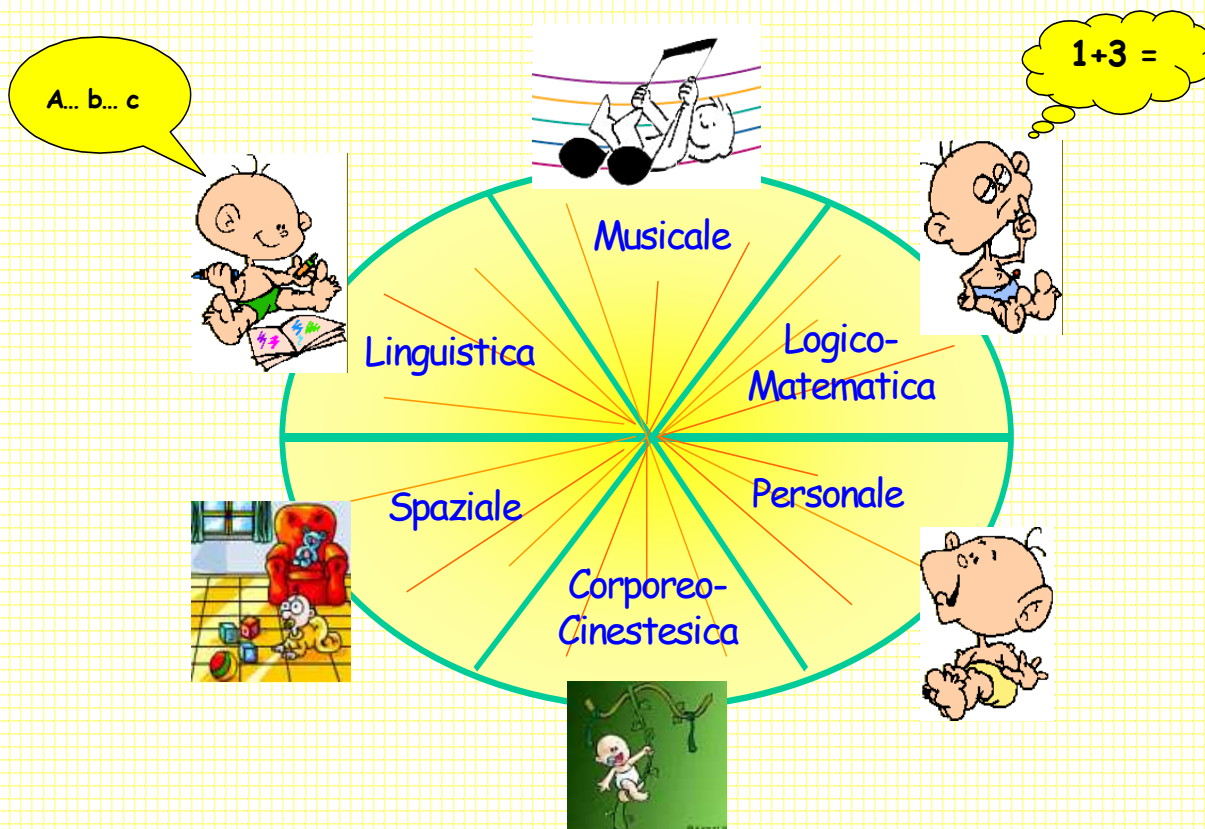 A... b... c
1+3 =
Musicale
Linguistica
Logico-
Matematica
Spaziale
Personale
Corporeo-
Cinestesica